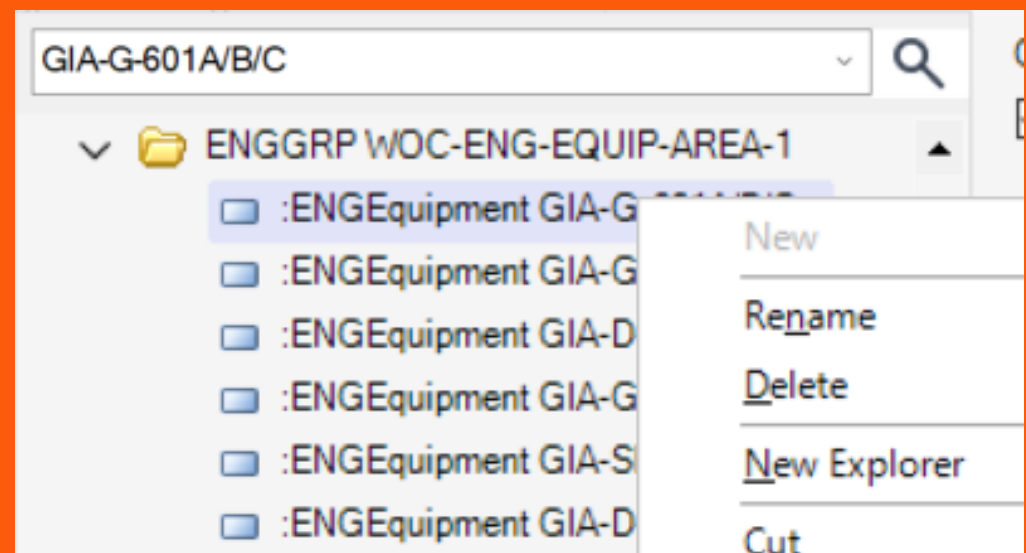 GIA-G-601A/B/C
ENGGRP WOC-ENG-EQUIP-AREA-1
:ENGEquipment GIA-G
New
:ENGEquipment GIA-G
Rename
:ENGEquipment GIA-D
Delete
:ENGEquipment GIA-G
New Explorer
:ENGEquipment GIA-S
:ENGEquipment GIA-D
Cut